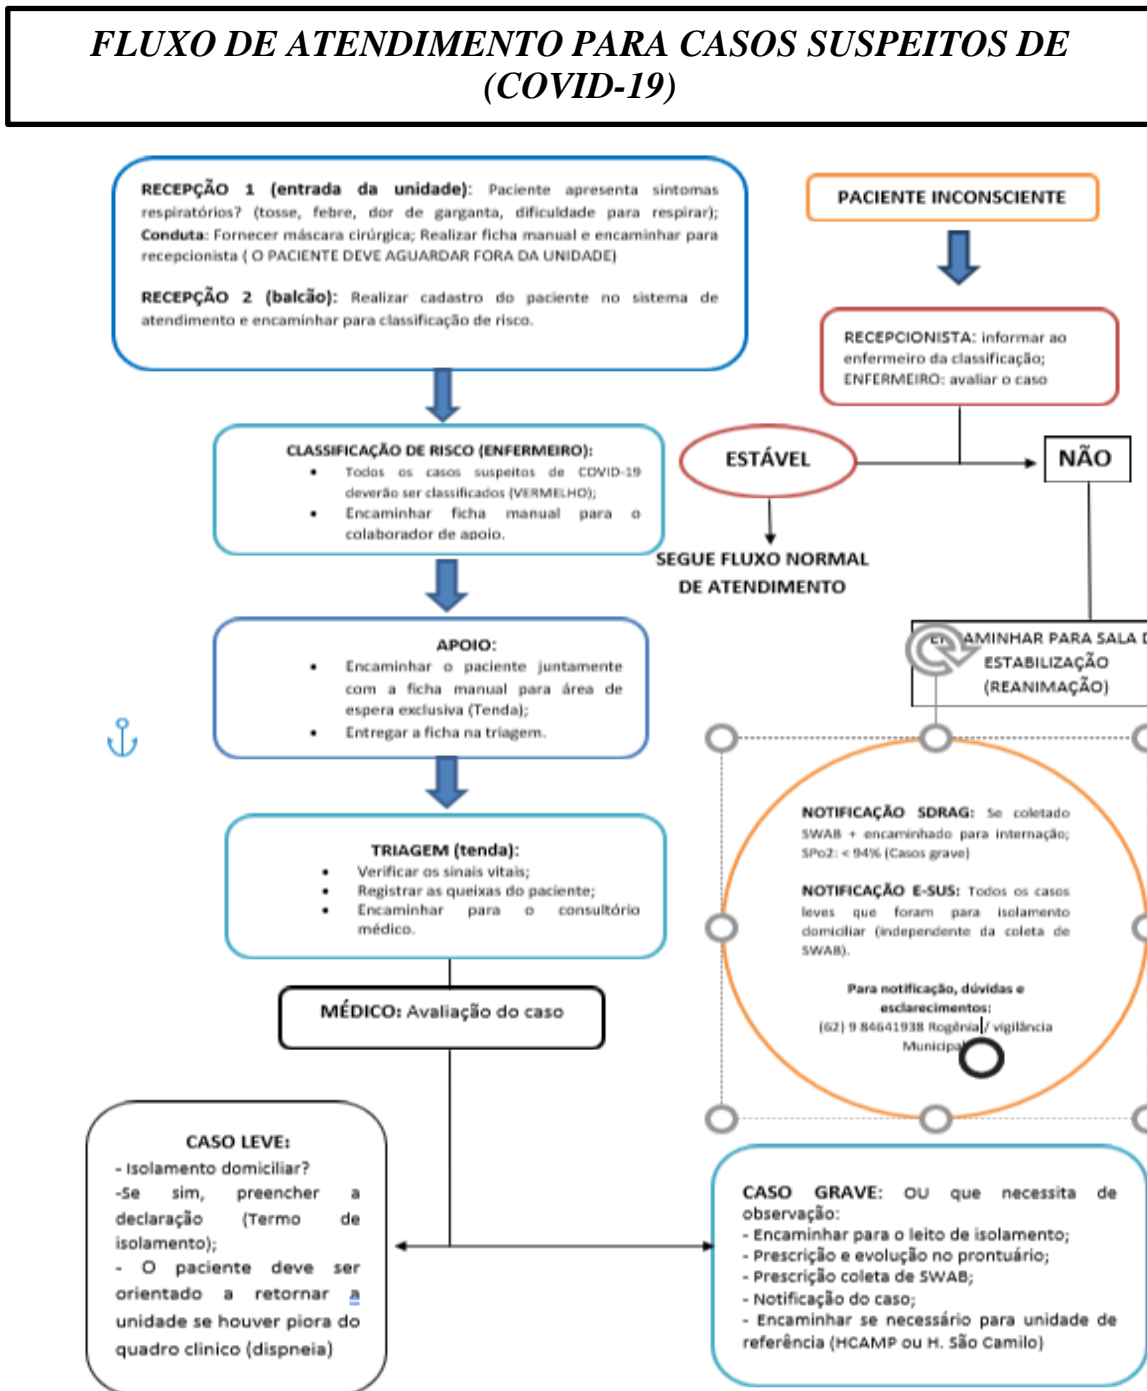 FLUXO DE ATENDIMENTO PARA CASOS SUSPEITOS DE
(COVID-19)
RECEPÇÃO 1 (entrada da unidade): Paciente apresenta sintomas
respiratórios? (tosse, febre, dor de garganta, dificuldade para respirar);
Conduta: Fornecer máscara cirúrgica; Realizar ficha manual e encaminhar para
recepcionista ( O PACIENTE DEVE AGUARDAR FORA DA UNIDADE)
RECEPÇÃO 2 (balcão): Realizar cadastro do paciente no sistema de
atendimento e encaminhar para classificação de risco.
CLASSIFICAÇÃO DE RISCO (ENFERMEIRO):
• Todos os casos suspeitos de COVID-19
deverão ser classificados (VERMELHO);
• Encaminhar ficha manual para o
colaborador de apoio.
APOIO:
• Encaminhar o paciente juntamente
com a ficha manual para área de
espera exclusiva (Tenda);
• Entregar a ficha na triagem.
TRIAGEM (tenda):
• Verificar os sinais vitais;
• Registrar as queixas do paciente;
• Encaminhar para o consultório
médico.
MÉDICO: Avaliação do caso
CASO LEVE:
- Isolamento domiciliar?
-Se sim, preencher a
declaração (Termo de
isolamento);
- O paciente deve ser
orientado a retornar a
unidade se houver piora do
quadro clinico (dispneia)
PACIENTE INCONSCIENTE
RECEPCIONISTA: informar ao
enfermeiro da classificação;
ENFERMEIRO: avaliar o caso
ESTÁVEL
NÃO
SEGUE FLUXO NORMAL
DE ATENDIMENTO
AMINHAR PARA SALA D
ESTABILIZAÇÃO
(REANIMAÇÃO)
NOTIFICAÇÃO SDRAG: Se coletado
SWAB + encaminhado para internação;
SPo2: < 94% (Casos grave)
NOTIFICAÇÃO E-SUS: Todos os casos
leves que foram para isolamento
domiciliar (independente da coleta de
SWAB).
Para notificação, dúvidas e
esclarecimentos:
(62) 9 84641938 Rogênia / vigilância
Municipal
CASO GRAVE: OU que necessita de
observação:
- Encaminhar para o leito de isolamento;
- Prescrição e evolução no prontuário;
- Prescrição coleta de SWAB;
- Notificação do caso;
- Encaminhar se necessário para unidade de
referência (HCAMP ou H. São Camilo)